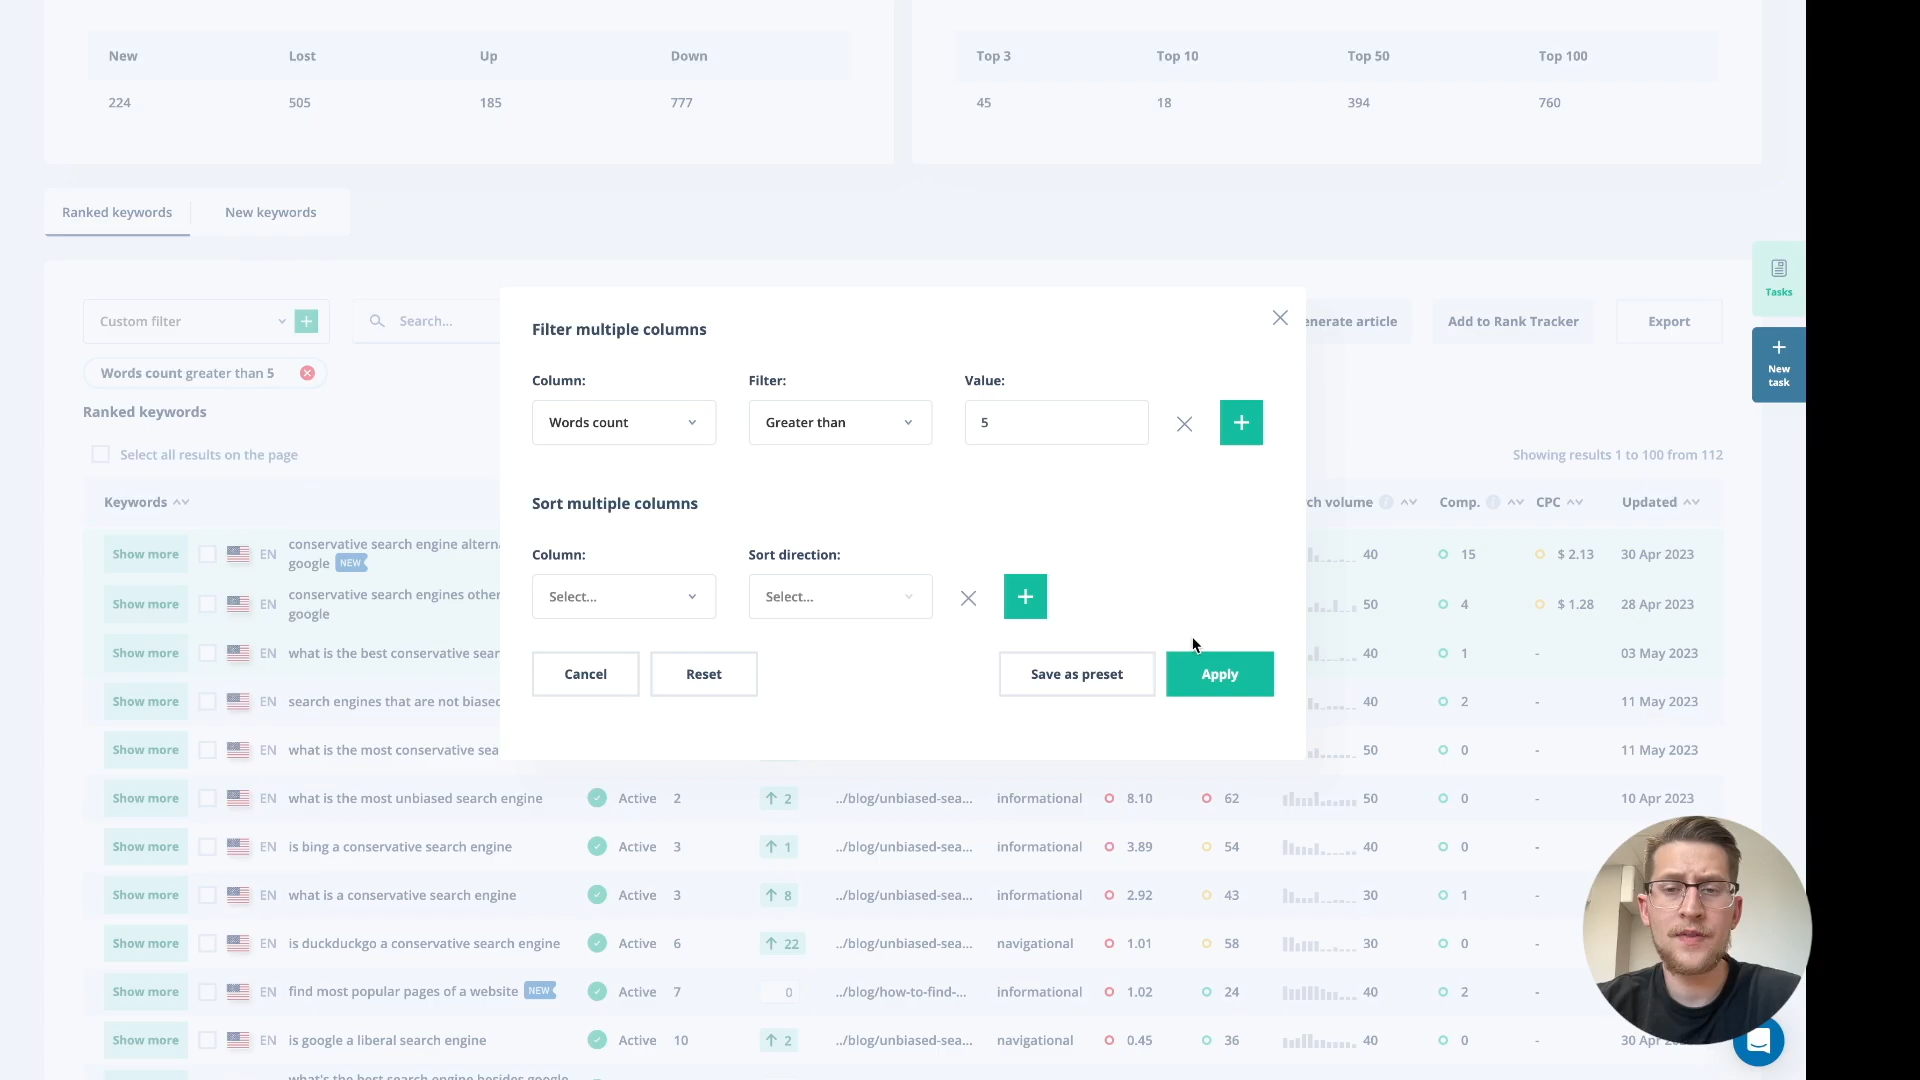 New Lost Up Down
Top 3 Top 10 Top 50 Top 100
224 505 185 777
45 18 394 760
Ranked keywords New keywords
Tasks
+ New task
Custom filter + Search...
enerate article Add to Rank Tracker Export
Words count greater than 5
Ranked keywords
Select all results on the page
Showing results 1 to 100 from 112
Filter multiple columns
Column: Filter: Value:
Words count Greater than 5 +
Sort multiple columns
Column: Sort direction:
Select... Select... +
Cancel Reset Save as preset Apply
Keywords ch volume Comp. CPC Updated
Show more EN conservative search engine altern
google NEW 40 15 $ 2.13 30 Apr 2023
Show more EN conservative search engines other
google 50 4 $ 1.28 28 Apr 2023
Show more EN what is the best conservative sear 40 1 - 03 May 2023
Show more EN search engines that are not biased 40 2 - 11 May 2023
Show more EN what is the most conservative sea 50 0 - 11 May 2023
Show more EN what is the most unbiased search engine Active 2 2 ../blog/unbiased-sea... informational 8.10 62 50 0 - 10 Apr 2023
Show more EN is bing a conservative search engine Active 3 1 ../blog/unbiased-sea... informational 3.89 54 40 0 -
Show more EN what is a conservative search engine Active 3 8 ../blog/unbiased-sea... informational 2.92 43 30 1 -
Show more EN is duckduckgo a conservative search engine Active 6 22 ../blog/unbiased-sea... navigational 1.01 58 30 0 -
Show more EN find most popular pages of a website NEW Active 7 0 ../blog/how-to-find-... informational 1.02 24 40 2 -
Show more EN is google a liberal search engine Active 10 2 ../blog/unbiased-sea... navigational 0.45 36 40 0 - 30 Apr
what's the best search engine besides google